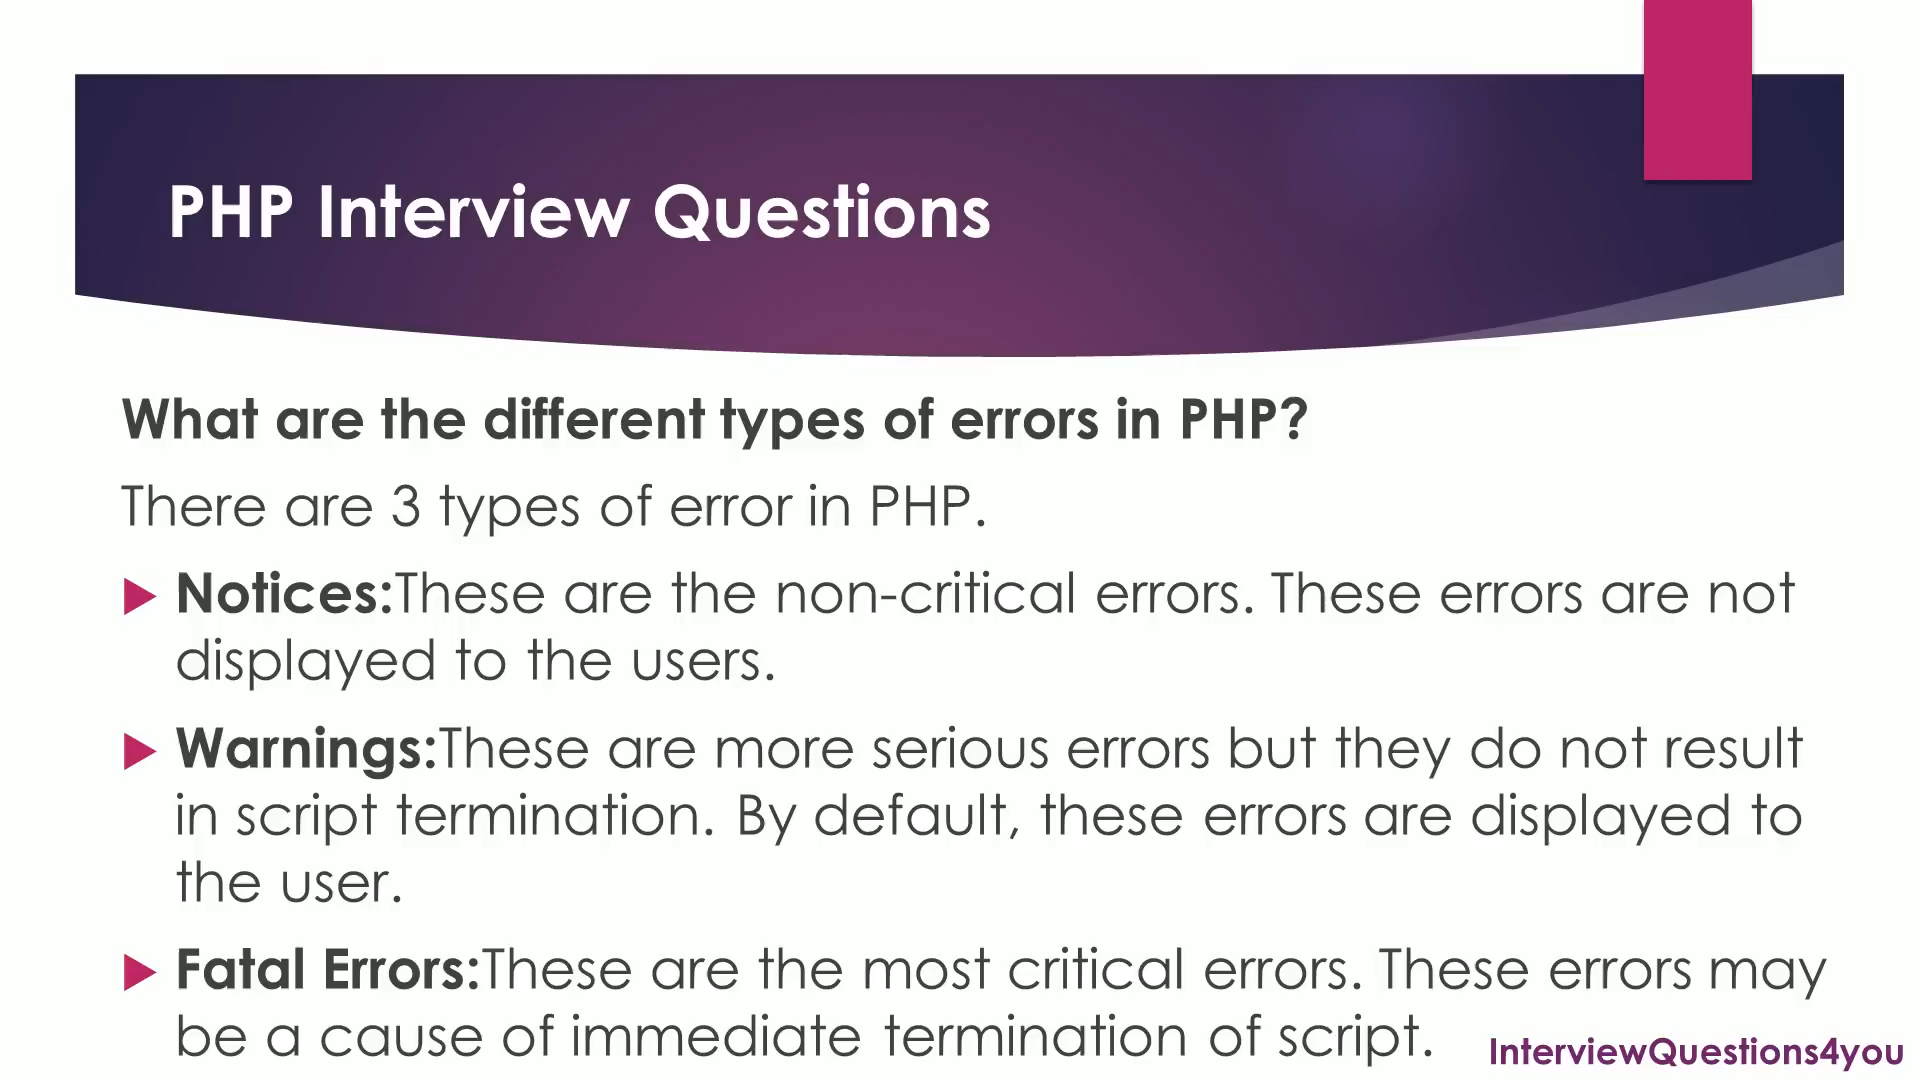 PHP Interview Questions
What are the different types of errors in PHP?
There are 3 types of error in PHP.
Notices:These are the non-critical errors. These errors are not
displayed to the users.
Warnings:These are more serious errors but they do not result
in script termination. By default, these errors are displayed to
the user.
Fatal Errors:These are the most critical errors. These errors may
be a cause of immediate termination of script.
InterviewQuestions4you